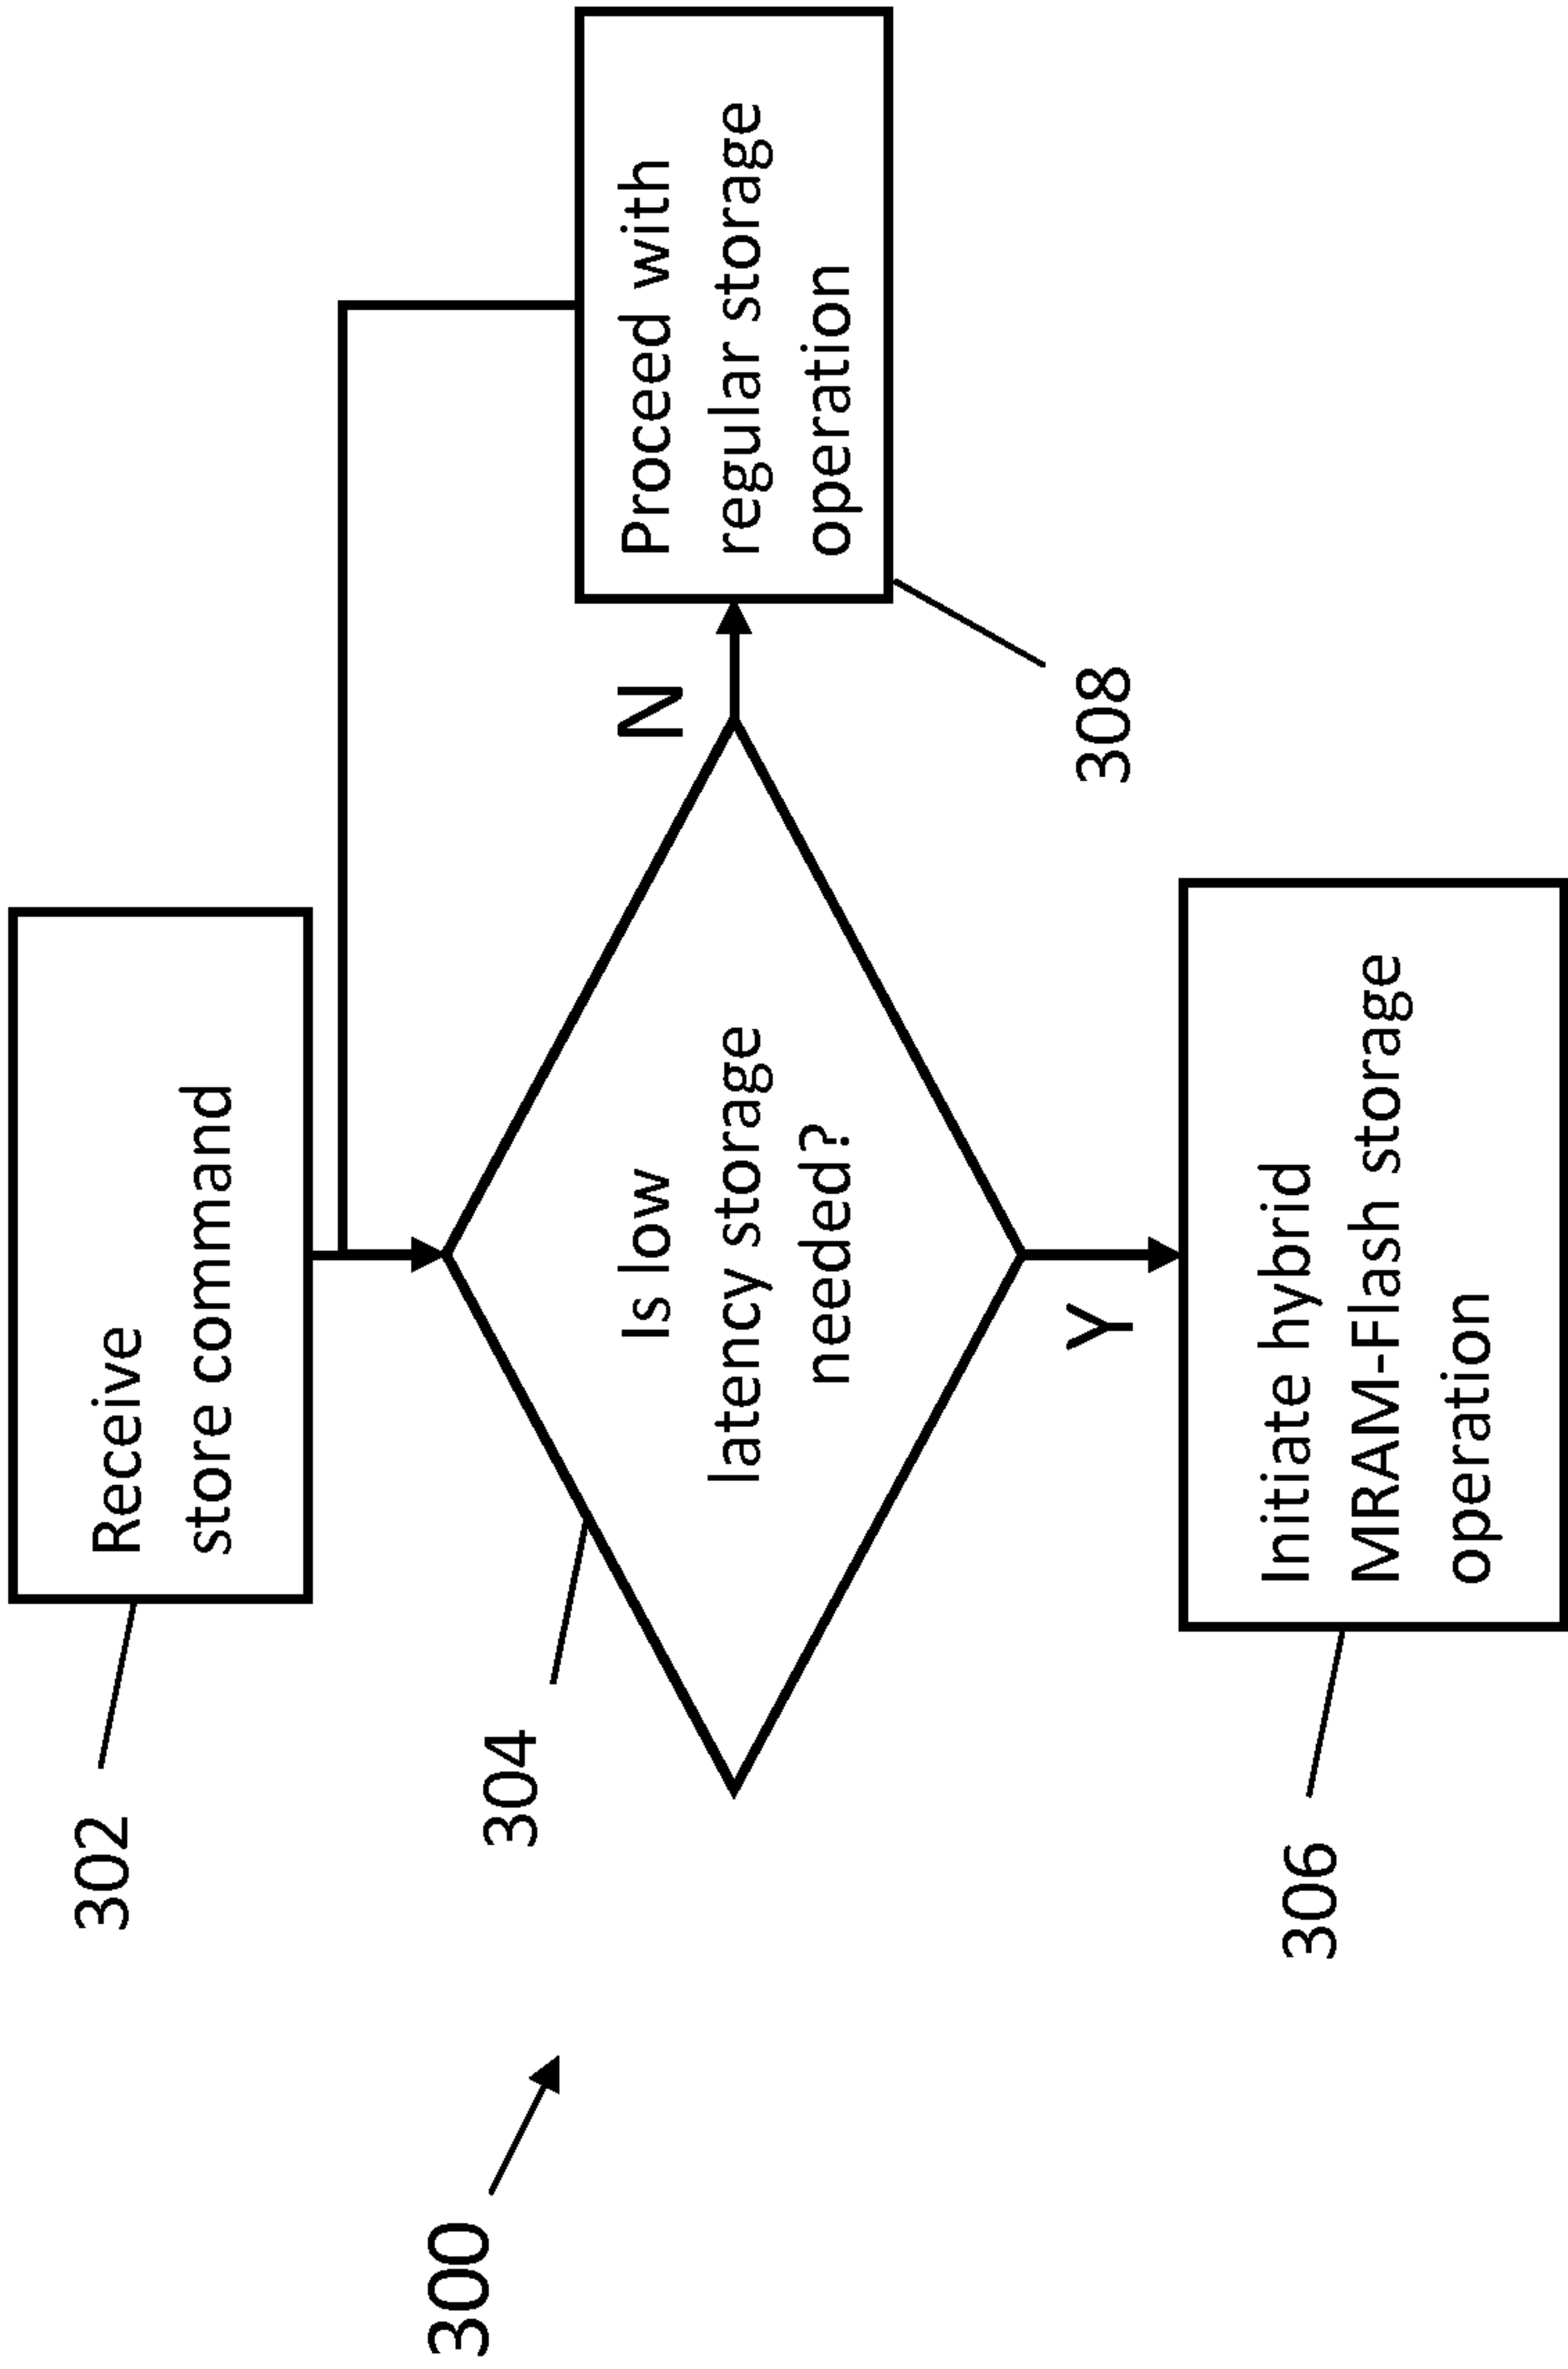 300
302
Receive
store command
304
Is low
latency storage
needed?
N
Proceed with
regular storage
operation
308
Y
306
Initiate hybrid
MRAM-Flash storage
operation